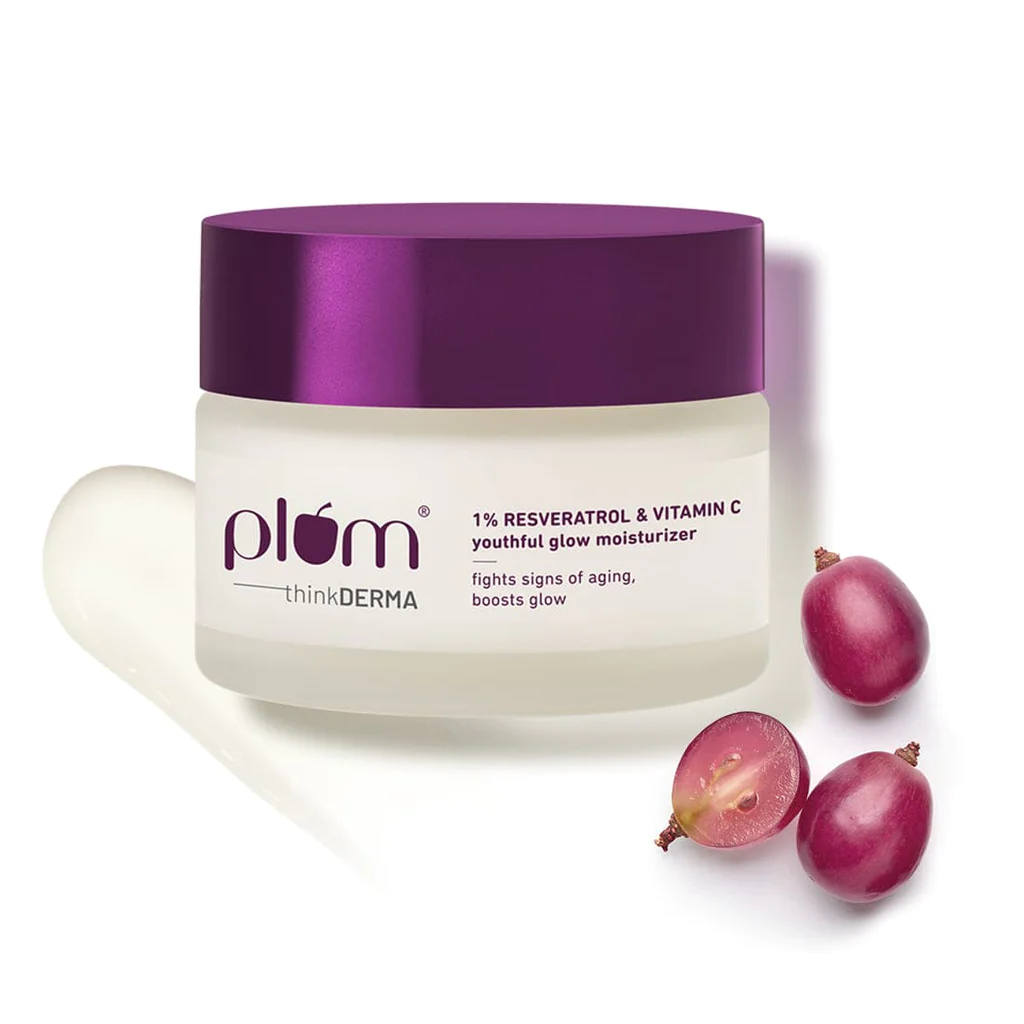 plum®
thinkDERMA
1% RESVERATROL & VITAMIN C
youthful glow moisturizer
fights signs of aging,
boosts glow